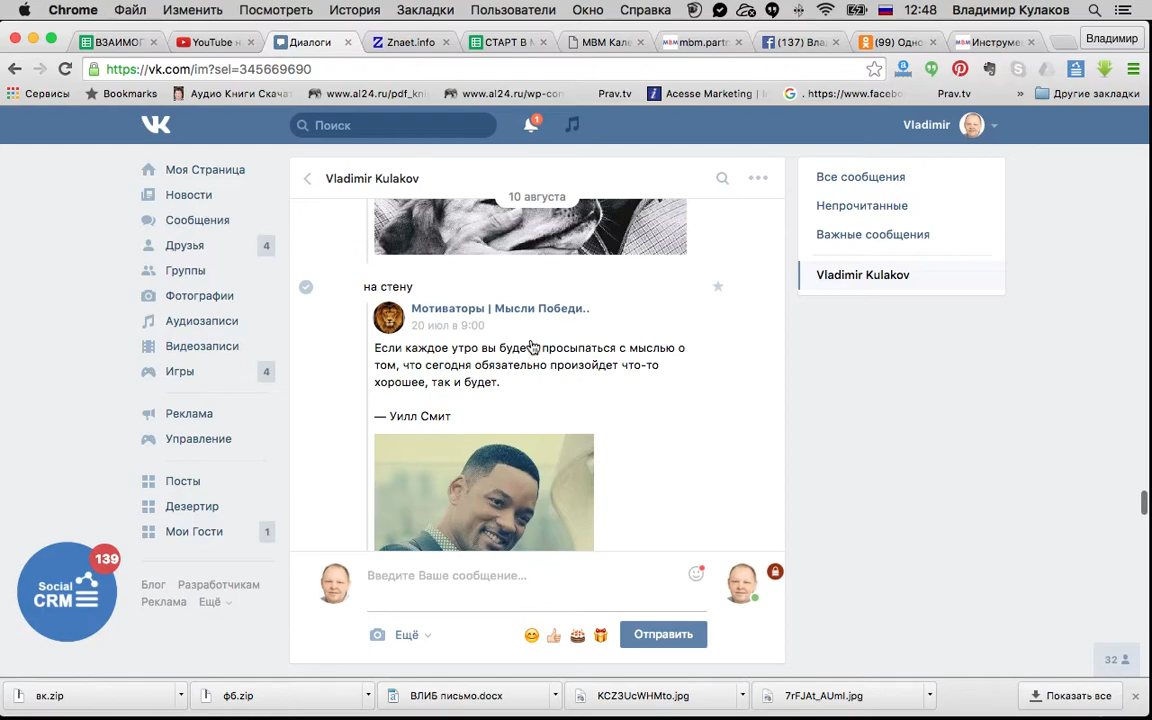 Chrome Файл Изменить Посмотреть История Закладки Пользователи Окно Справка 12:48 Владимир Кулаков
ВЗАИМОГ YouTube Диалоги Znaet.info СТАРТ В М МВМ Кале mbm.partn (137) Вла (99) Одно Инструмен Владимир
https://vk.com/im?sel=345669690
Сервисы Bookmarks Аудио Книги Скачат www.al24.ru/pdf_kni www.al24.ru/wp-con Prav.tv Acesse Marketing | https://www.faceb Prav.tv » Другие закладки
Поиск 1 Vladimir
Моя Страница
Новости
Сообщения
Друзья 4
Группы
Фотографии
Аудиозаписи
Видеозаписи
Игры 4
Реклама
Управление
Посты
Дезертир
Мои Гости 1
Блог Разработчикам
Реклама Ещё
139
Social
CRM
Vladimir Kulakov
10 августа
на стену
Мотиваторы | Мысли Победи..
20 июл в 9:00
Если каждое утро вы будете просыпаться с мыслью о
том, что сегодня обязательно произойдет что-то
хорошее, так и будет.
— Уилл Смит
Введите Ваше сообщение...
Ещё Отправить
Все сообщения
Непрочитанные
Важные сообщения
Vladimir Kulakov
32
вк.zip фб.zip ВЛИБ письмо.docx KCZ3UcWHMto.jpg 7rFJAt_AUmI.jpg Показать все